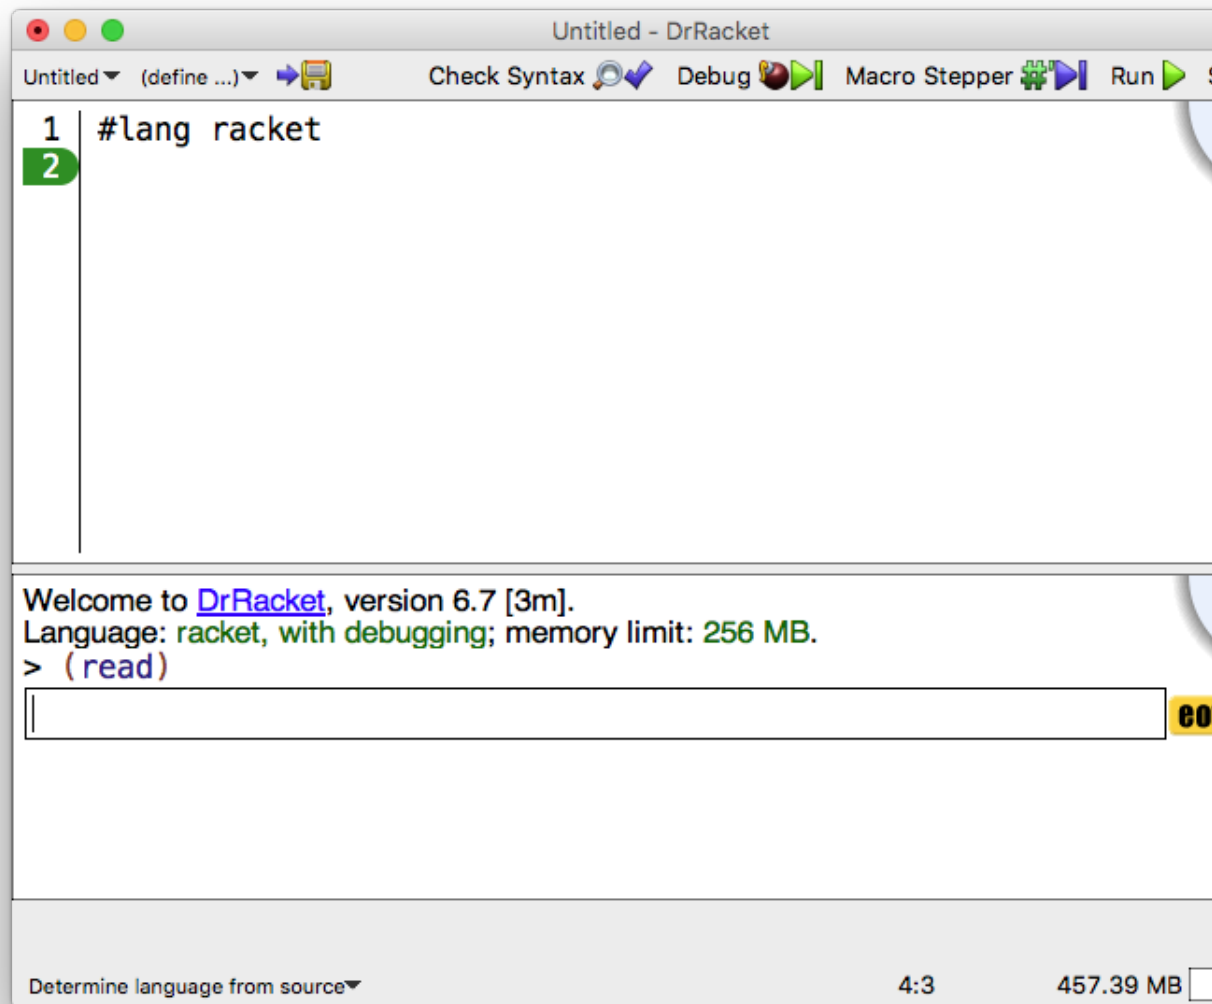 Untitled - DrRacket
Untitled (define ...) Check Syntax Debug Macro Stepper Run
1 #lang racket
2
Welcome to DrRacket, version 6.7 [3m].
Language: racket, with debugging; memory limit: 256 MB.
> (read)
Determine language from source 4:3 457.39 MB